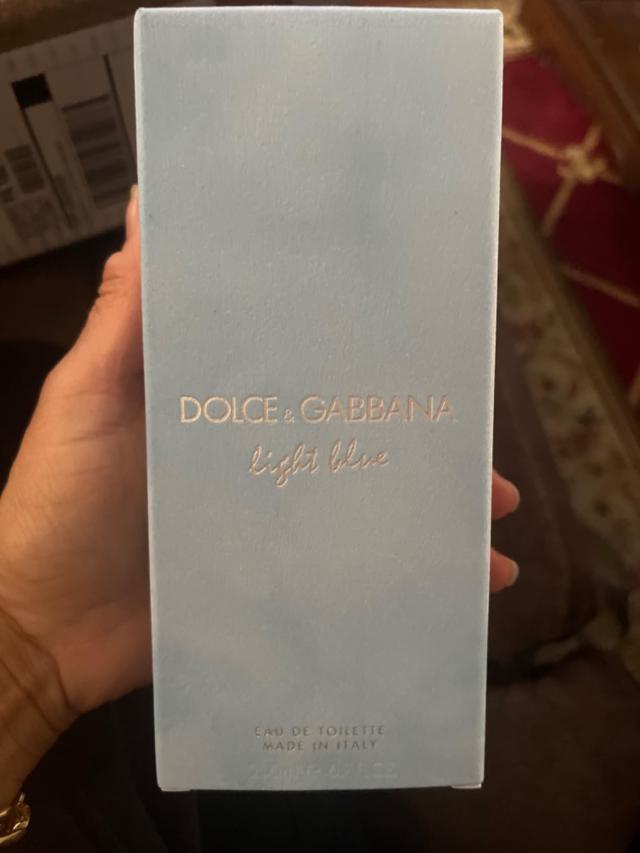 DOLCE & GABBANA
light blue
EAU DE TOILETTE
MADE IN ITALY